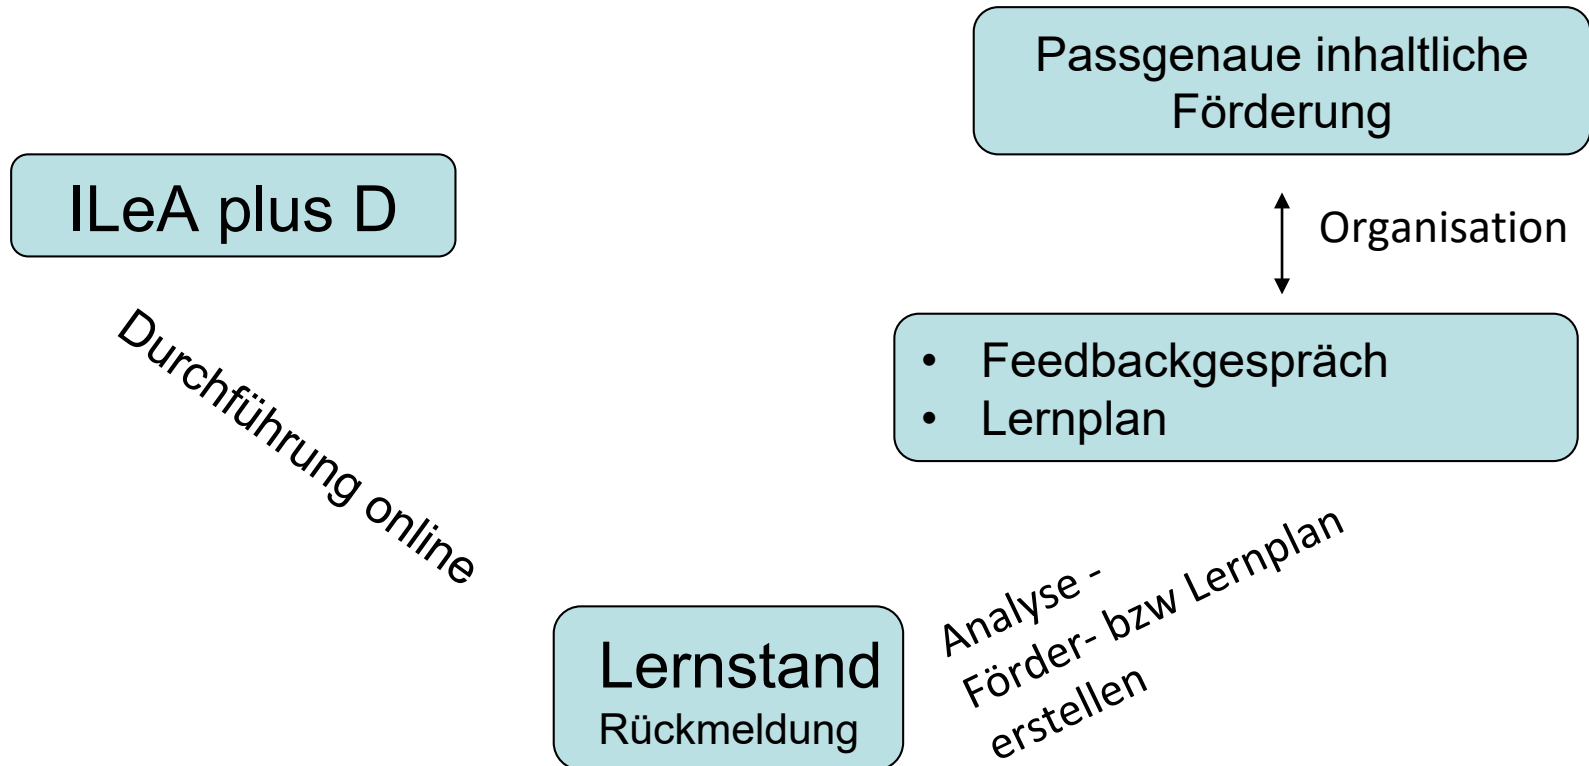 Passgenaue inhaltliche
Förderung
ILeA plus D
Organisation
Durchführung online
• Feedbackgespräch
• Lernplan
Analyse -
Förder- bzw Lernplan
erstellen
Lernstand
Rückmeldung